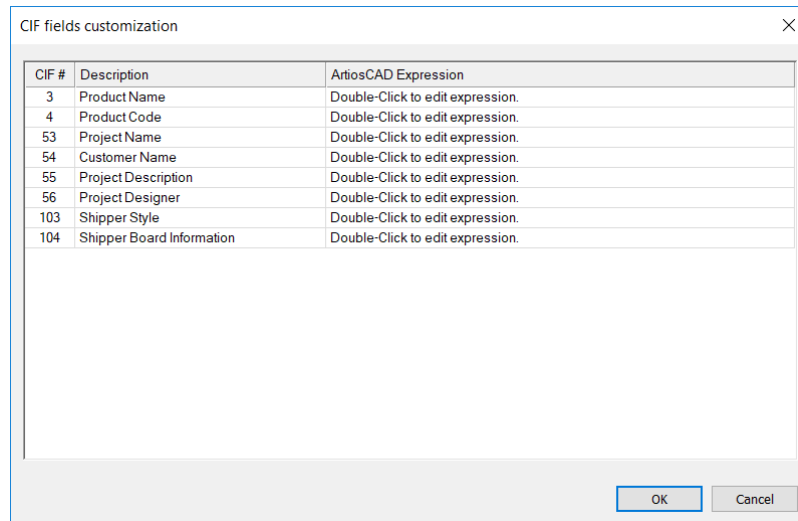 CIF fields customization
CIF # Description ArtiosCAD Expression
3 Product Name Double-Click to edit expression.
4 Product Code Double-Click to edit expression.
53 Project Name Double-Click to edit expression.
54 Customer Name Double-Click to edit expression.
55 Project Description Double-Click to edit expression.
56 Project Designer Double-Click to edit expression.
103 Shipper Style Double-Click to edit expression.
104 Shipper Board Information Double-Click to edit expression.
OK Cancel